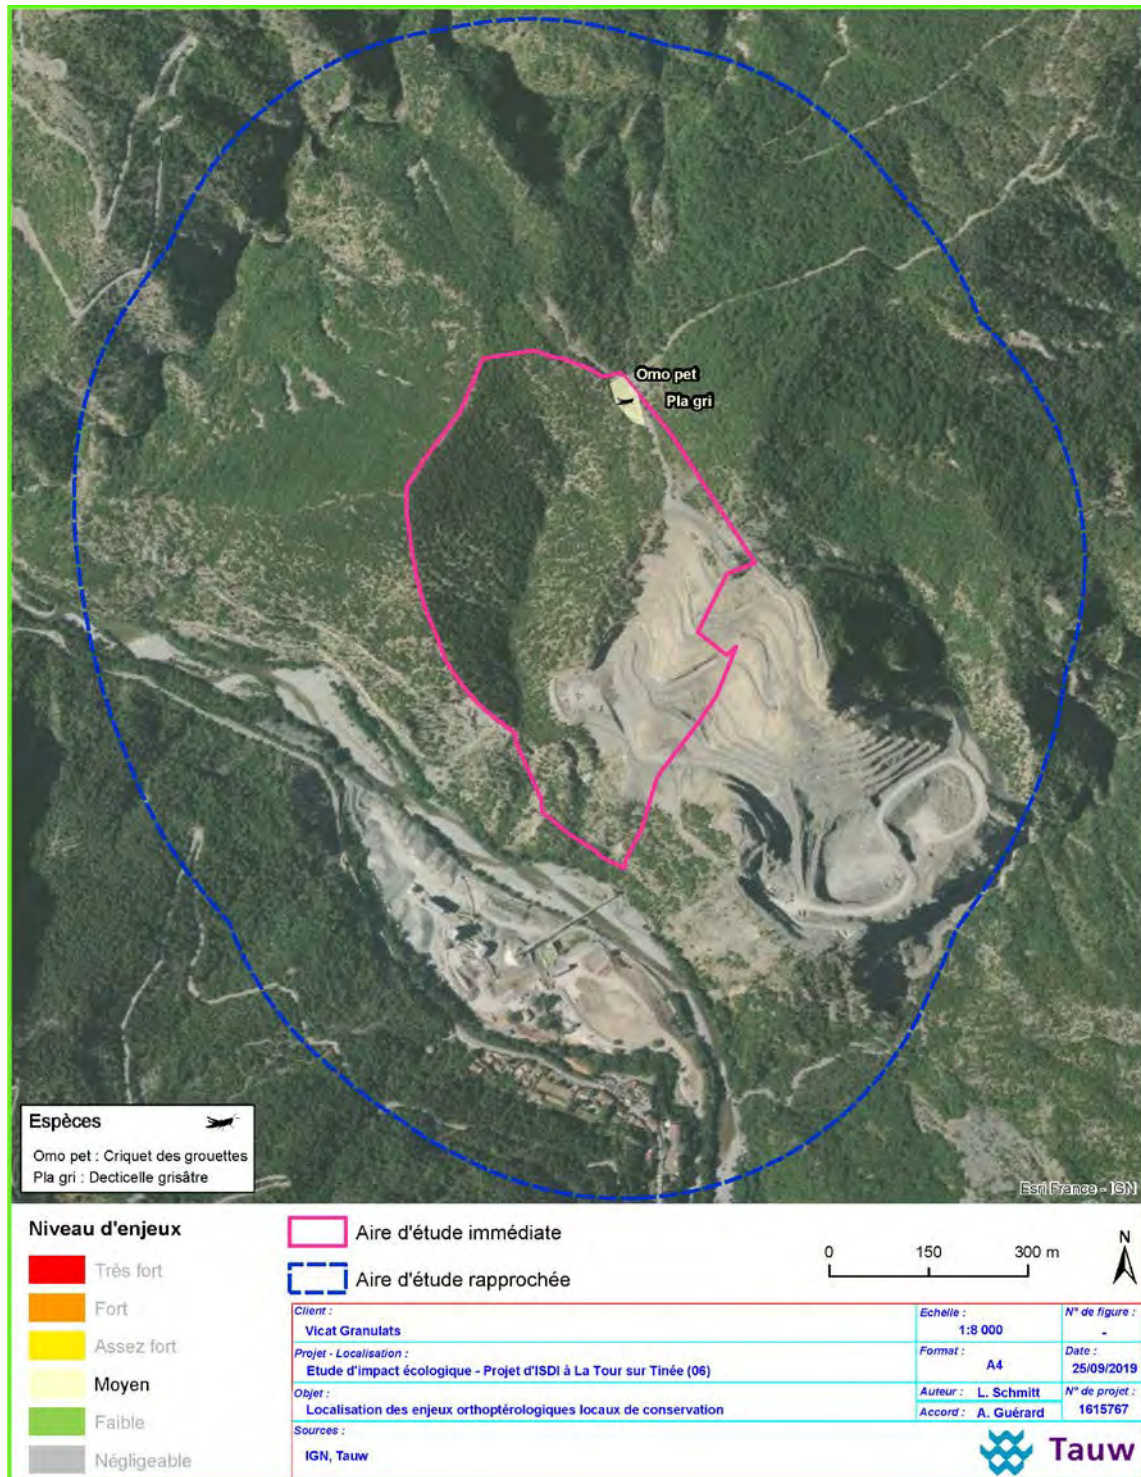 Omo pet
Pla gri
Espèces
Omo pet : Criquet des grouettes
Pla gri : Decticelle grisâtre
Esri France - IGN
Niveau d'enjeux
Très fort
Fort
Assez fort
Moyen
Faible
Négligeable
Aire d'étude immédiate
Aire d'étude rapprochée
0 150 300 m
N
Client :
Vicat Granulats
Echelle :
1:8 000
N° de figure :
-
Projet - Localisation :
Etude d'impact écologique - Projet d'ISDI à La Tour sur Tinée (06)
Format :
A4
Date :
25/09/2019
Objet :
Localisation des enjeux orthoptérologiques locaux de conservation
Auteur : L. Schmitt
Accord : A. Guérard
N° de projet :
1615767
Sources :
IGN, Tauw
Tauw